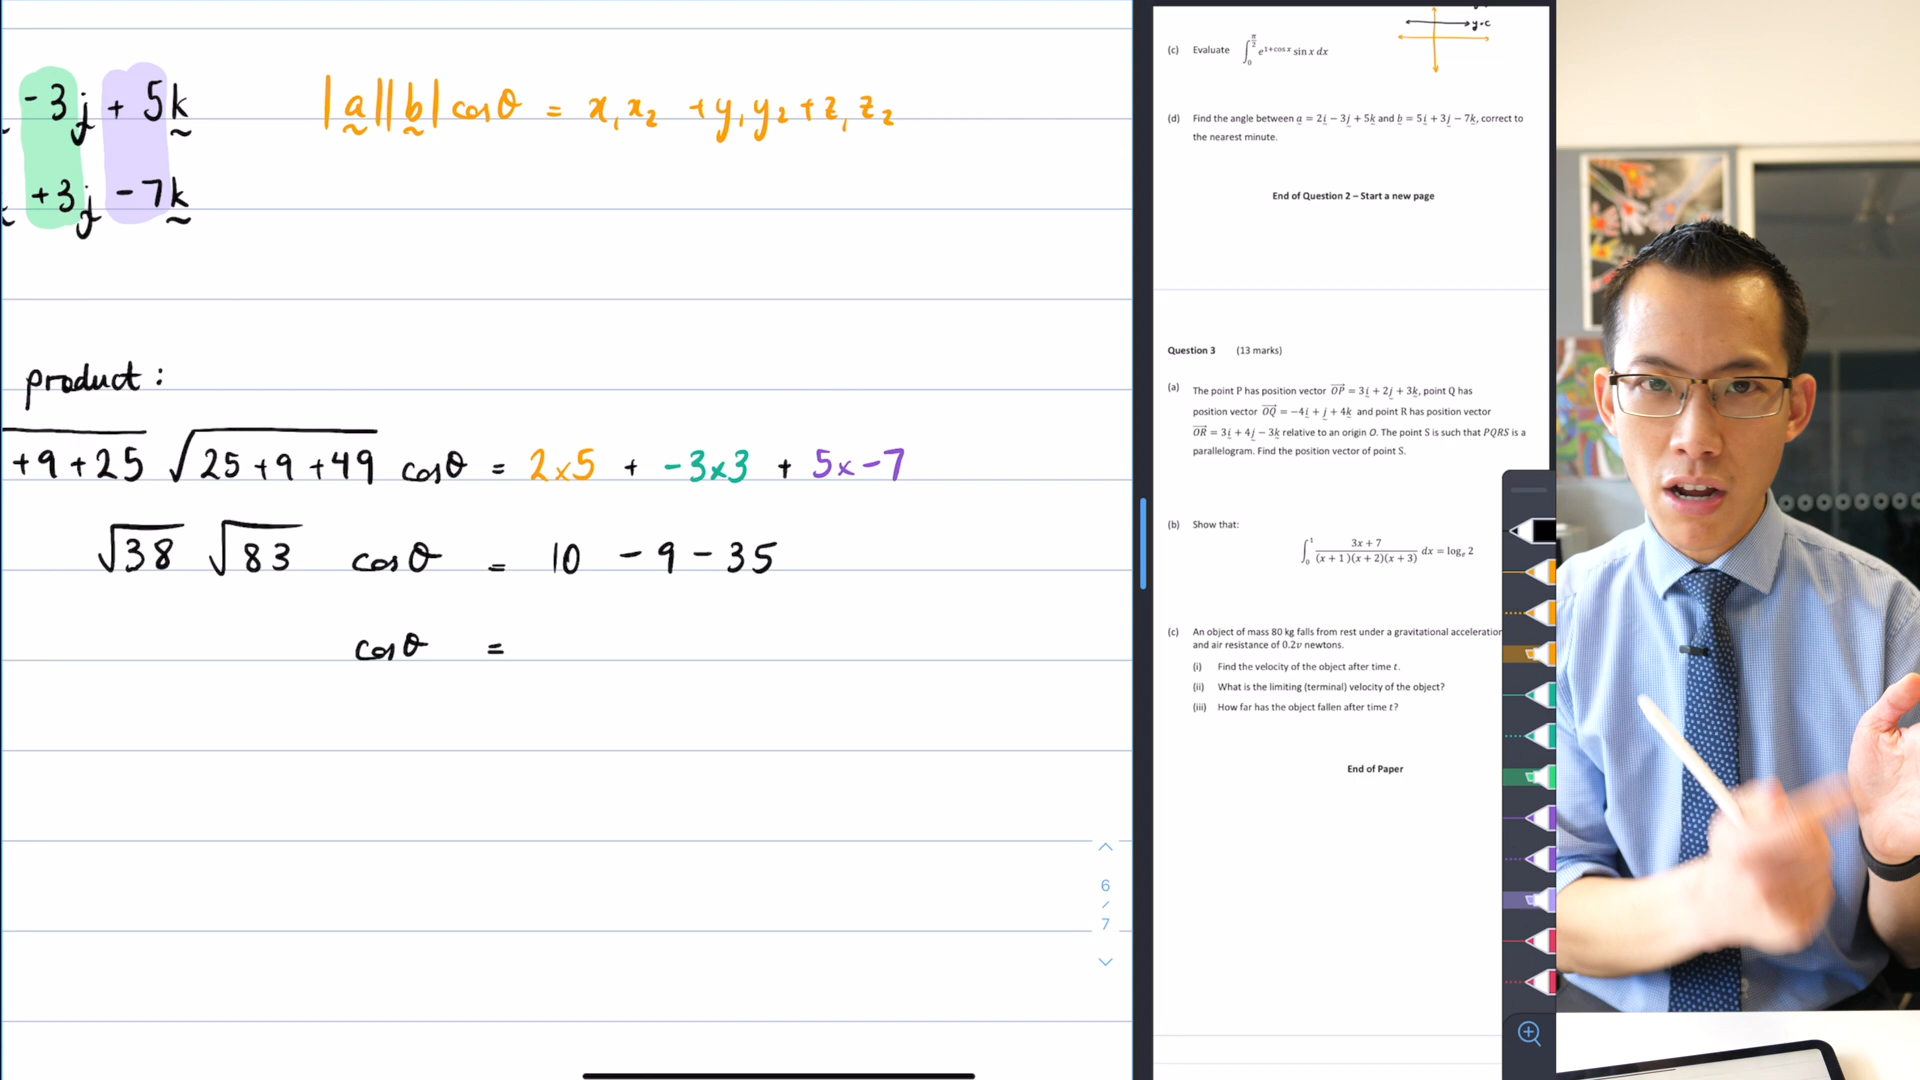 -3j + 5k
+3j -7k
|a||b| cosθ = x₁x₂ + y₁y₂ + z₁z₂
product :
+9 +25 √25+9+49 cosθ = 2×5 + -3×3 + 5×-7
√38 √83 cosθ = 10 - 9 - 35
cosθ =
6
/
7
y=c
(c) Evaluate ∫₀^(π/2) e^(1+cos x) sin x dx
(d) Find the angle between a = 2i − 3j + 5k and b = 5i + 3j − 7k, correct to
the nearest minute.
End of Question 2 – Start a new page
Question 3 (13 marks)
(a) The point P has position vector OP = 3i + 2j + 3k, point Q has
position vector OQ = −4i + j + 4k and point R has position vector
OR = 3i + 4j − 3k relative to an origin O. The point S is such that PQRS is a
parallelogram. Find the position vector of point S.
(b) Show that:
∫₀¹ (3x + 7)/((x + 1)(x + 2)(x + 3)) dx = logₑ 2
(c) An object of mass 80 kg falls from rest under a gravitational acceleration
and air resistance of 0.2v newtons.
(i) Find the velocity of the object after time t.
(ii) What is the limiting (terminal) velocity of the object?
(iii) How far has the object fallen after time t?
End of Paper